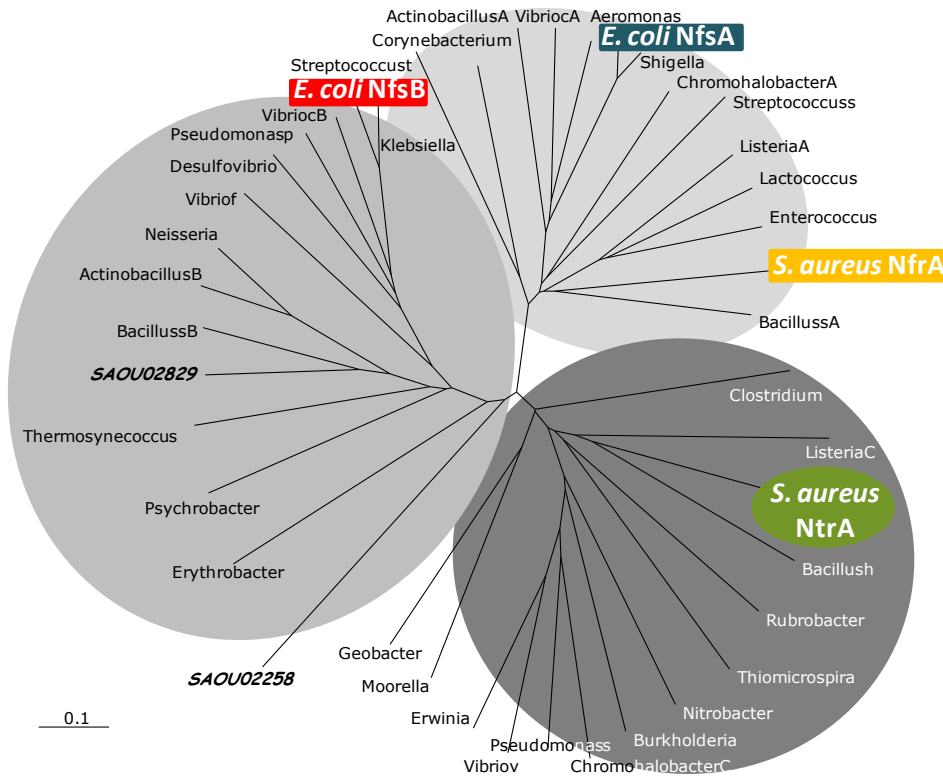 ActinobacillusA
VibriocA
Aeromonas
Corynebacterium
E. coli NfsA
Streptococcust
Shigella
E. coli NfsB
ChromohalobacterA
Streptococcuss
VibriocB
Pseudomonasp
Klebsiella
ListeriaA
Desulfovibrio
Lactococcus
Vibriof
Enterococcus
Neisseria
S. aureus NfrA
ActinobacillusB
BacillussB
BacillussA
SAOU02829
Clostridium
Thermosynecoccus
ListeriaC
S. aureus
NtrA
Psychrobacter
Erythrobacter
Bacillush
Rubrobacter
Geobacter
SAOU02258
Moorella
Thiomicrospira
Erwinia
Nitrobacter
0.1
Pseudomonass
Burkholderia
Vibriov
ChromohalobacterC